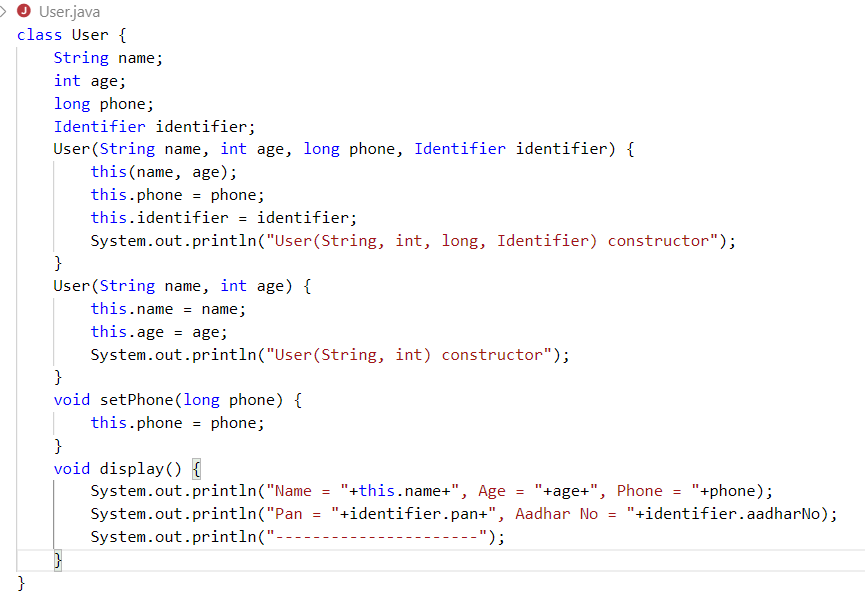 User.java
class User {
    String name;
    int age;
    long phone;
    Identifier identifier;
    User(String name, int age, long phone, Identifier identifier) {
        this(name, age);
        this.phone = phone;
        this.identifier = identifier;
        System.out.println("User(String, int, long, Identifier) constructor");
    }
    User(String name, int age) {
        this.name = name;
        this.age = age;
        System.out.println("User(String, int) constructor");
    }
    void setPhone(long phone) {
        this.phone = phone;
    }
    void display() {
        System.out.println("Name = "+this.name+", Age = "+age+", Phone = "+phone);
        System.out.println("Pan = "+identifier.pan+", Aadhar No = "+identifier.aadharNo);
        System.out.println("----------------------");
    }
}